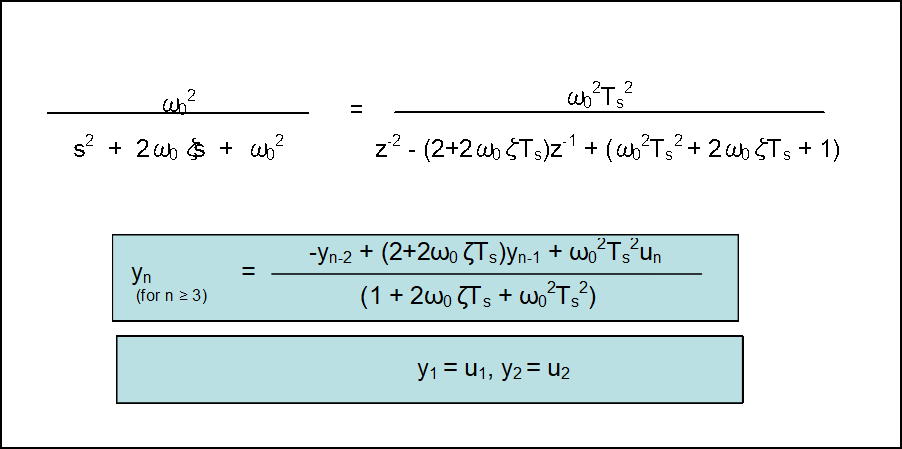 ω₀² = ω₀²Tₛ²
s² + 2ω₀ ζs + ω₀² z⁻² - (2+2ω₀ ζTₛ)z⁻¹ + (ω₀²Tₛ² + 2ω₀ ζTₛ + 1)
-yₙ₋₂ + (2+2ω₀ ζTₛ)yₙ₋₁ + ω₀²Tₛ²uₙ
yₙ =
(for n ≥ 3) (1 + 2ω₀ ζTₛ + ω₀²Tₛ²)
y₁ = u₁, y₂ = u₂